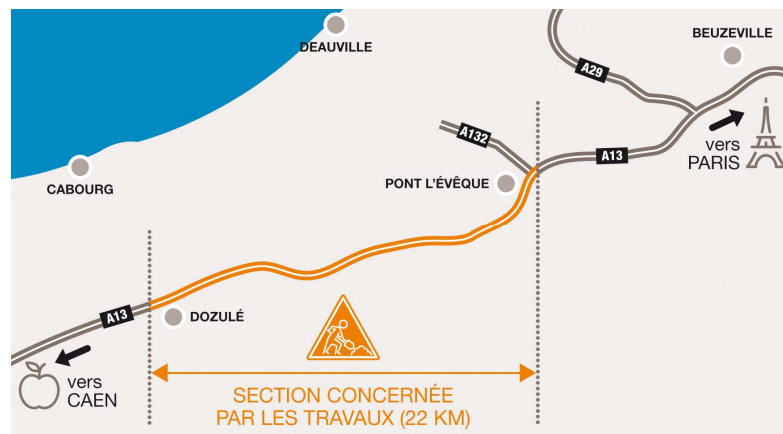 BEUZEVILLE
DEAUVILLE
A29
A132
vers
PARIS
A13
CABOURG
PONT L'ÉVÊQUE
A13
DOZULÉ
vers
CAEN
SECTION CONCERNÉE
PAR LES TRAVAUX (22 KM)